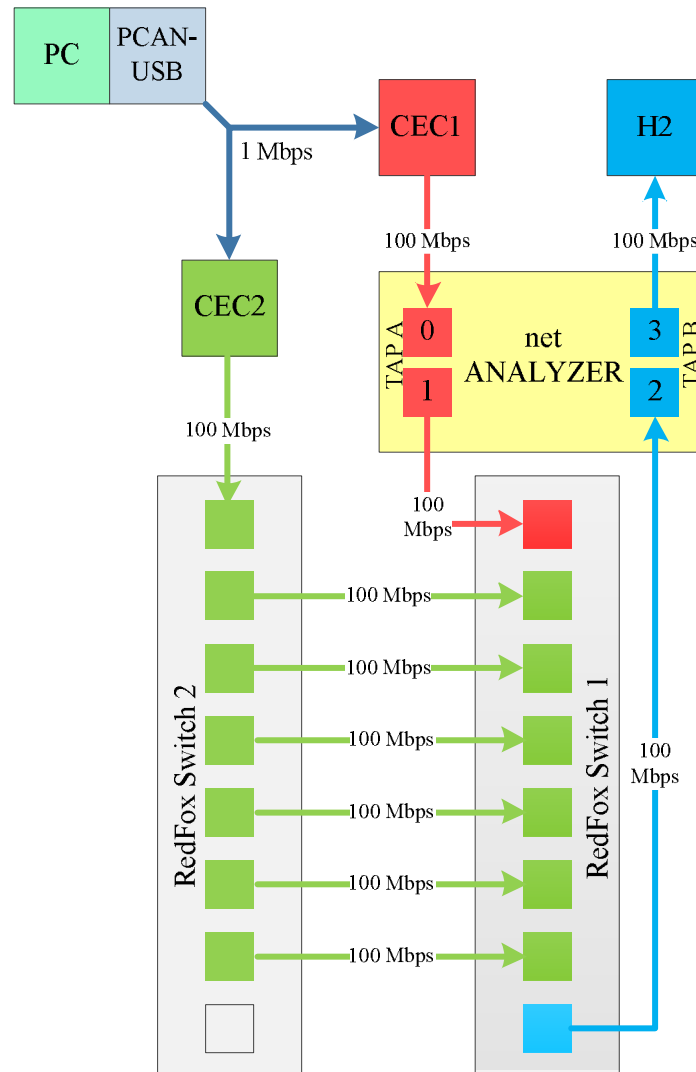 PC
PCAN-
USB
1 Mbps
CEC1
H2
100 Mbps
100 Mbps
CEC2
TAP A
0
1
net
ANALYZER
3
2
TAP B
100 Mbps
100
Mbps
RedFox Switch 2
100 Mbps
100 Mbps
100 Mbps
100 Mbps
100 Mbps
100 Mbps
RedFox Switch 1
100
Mbps